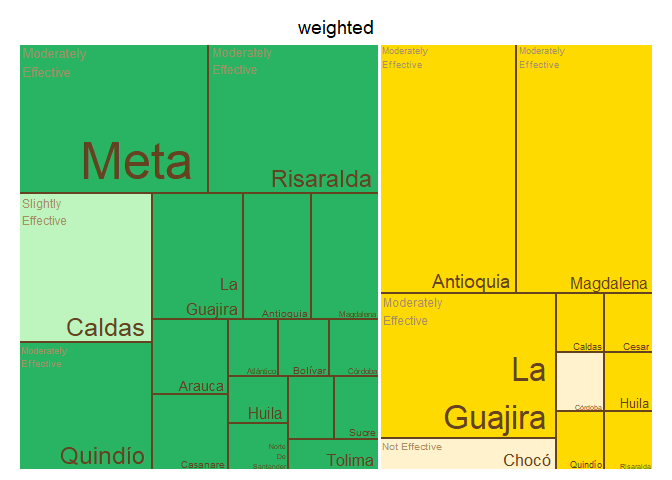 weighted
Moderately
Effective
Meta
Moderately
Effective
Risaralda
Slightly
Effective
Caldas
La
Guajira
Antioquia
Magdalena
Moderately
Effective
Quindío
Arauca
Casanare
Atlántico
Bolívar
Córdoba
Huila
Norte
De
Santander
Sucre
Tolima
Moderately
Effective
Antioquia
Moderately
Effective
Magdalena
Moderately
Effective
La
Guajira
Not Effective
Chocó
Caldas
Cesar
Córdoba
Huila
Quindío
Risaralda